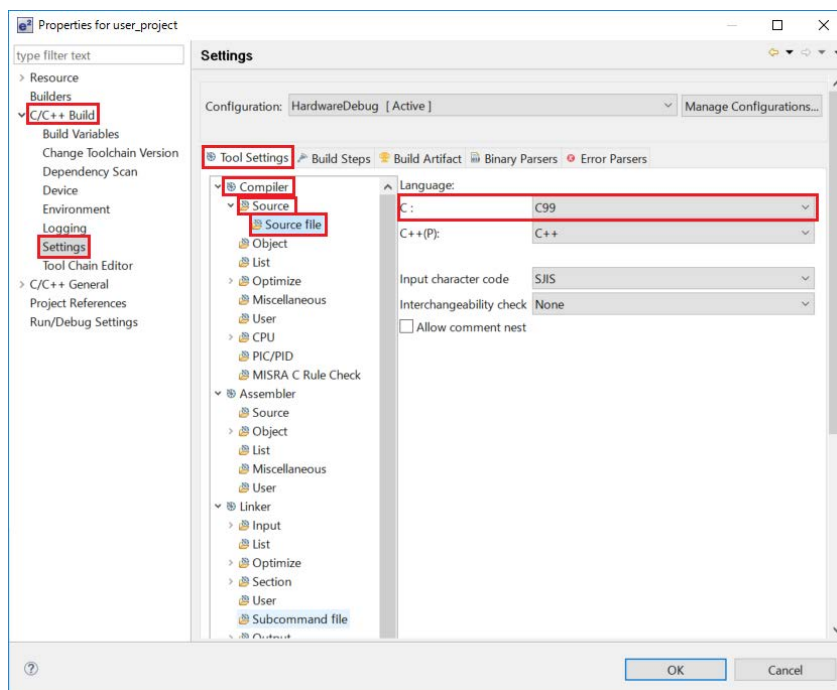 e² Properties for user_project
type filter text
Resource
Builders
C/C++ Build
Build Variables
Change Toolchain Version
Dependency Scan
Device
Environment
Logging
Settings
Tool Chain Editor
C/C++ General
Project References
Run/Debug Settings
Settings
Configuration: HardwareDebug [ Active ] Manage Configurations...
Tool Settings Build Steps Build Artifact Binary Parsers Error Parsers
Compiler
Source
Source file
Object
List
Optimize
Miscellaneous
User
CPU
PIC/PID
MISRA C Rule Check
Assembler
Source
Object
List
Miscellaneous
User
Linker
Input
List
Optimize
Section
User
Subcommand file
Output
Language:
C : C99
C++(P): C++
Input character code SJIS
Interchangeability check None
Allow comment nest
? OK Cancel